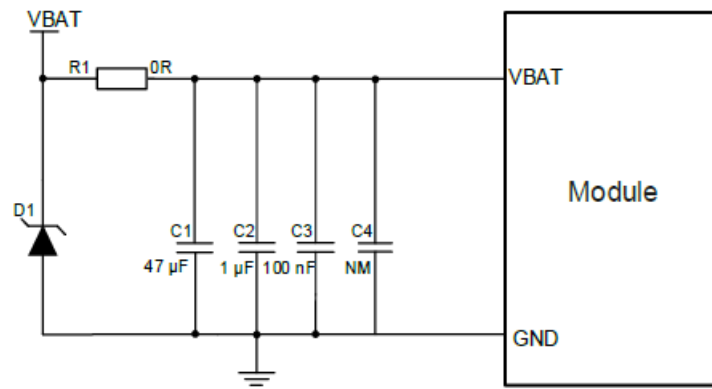 VBAT
R1 0R
VBAT
Module
D1
C1 C2 C3 C4
47 µF 1 µF 100 nF NM
GND